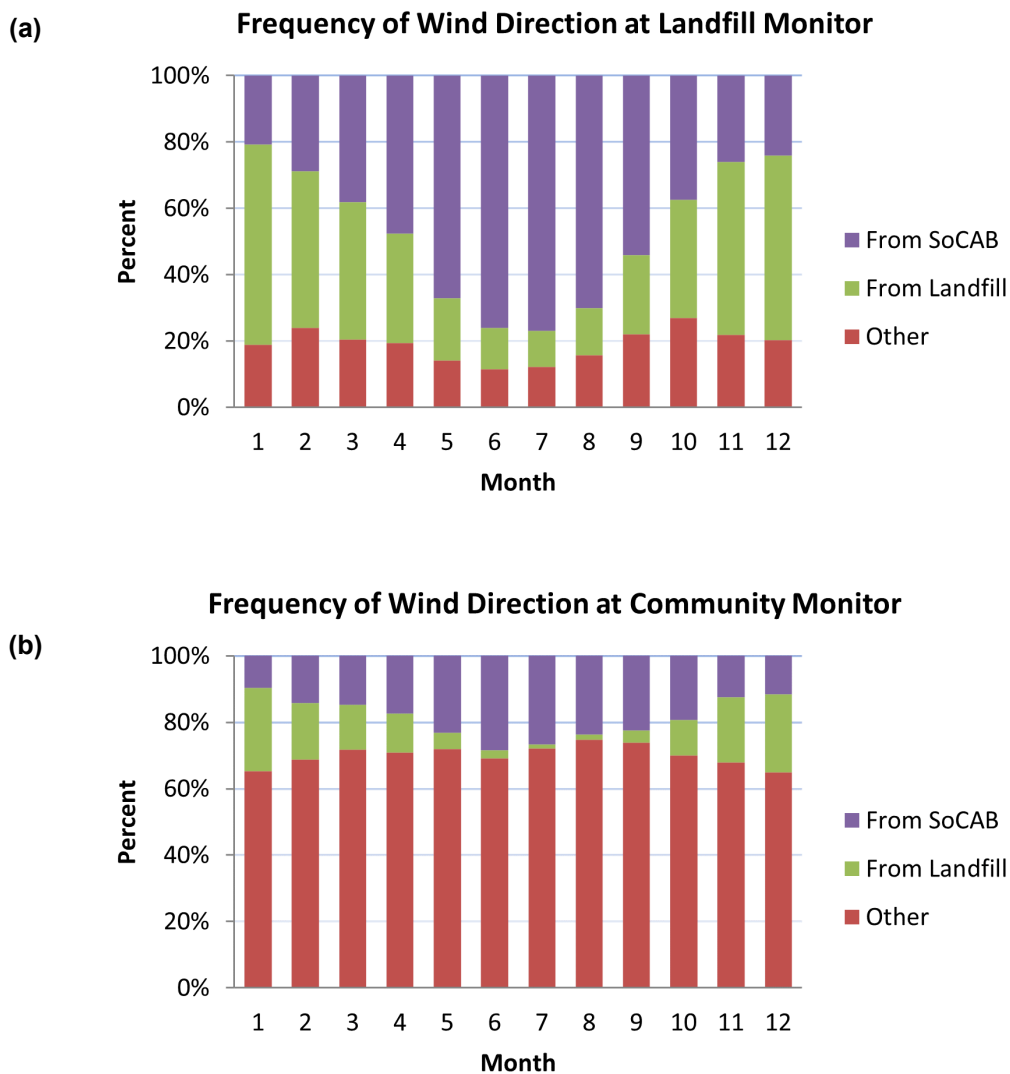 (a)
Frequency of Wind Direction at Landfill Monitor
100%
80%
60%
40%
20%
0%
Percent
1 2 3 4 5 6 7 8 9 10 11 12
Month
From SoCAB
From Landfill
Other
Frequency of Wind Direction at Community Monitor
(b)
100%
80%
60%
40%
20%
0%
Percent
1 2 3 4 5 6 7 8 9 10 11 12
Month
From SoCAB
From Landfill
Other